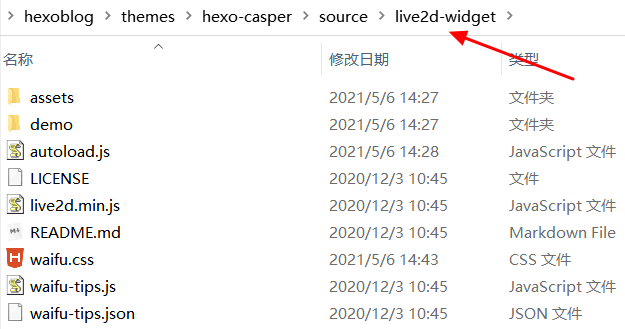 hexoblog > themes > hexo-casper > source > live2d-widget >
名称 修改日期 类型
assets 2021/5/6 14:27 文件夹
demo 2021/5/6 14:27 文件夹
autoload.js 2021/5/6 14:28 JavaScript 文件
LICENSE 2020/12/3 10:45 文件
live2d.min.js 2020/12/3 10:45 JavaScript 文件
README.md 2020/12/3 10:45 Markdown File
waifu.css 2021/5/6 14:43 CSS 文件
waifu-tips.js 2020/12/3 10:45 JavaScript 文件
waifu-tips.json 2020/12/3 10:45 JSON 文件